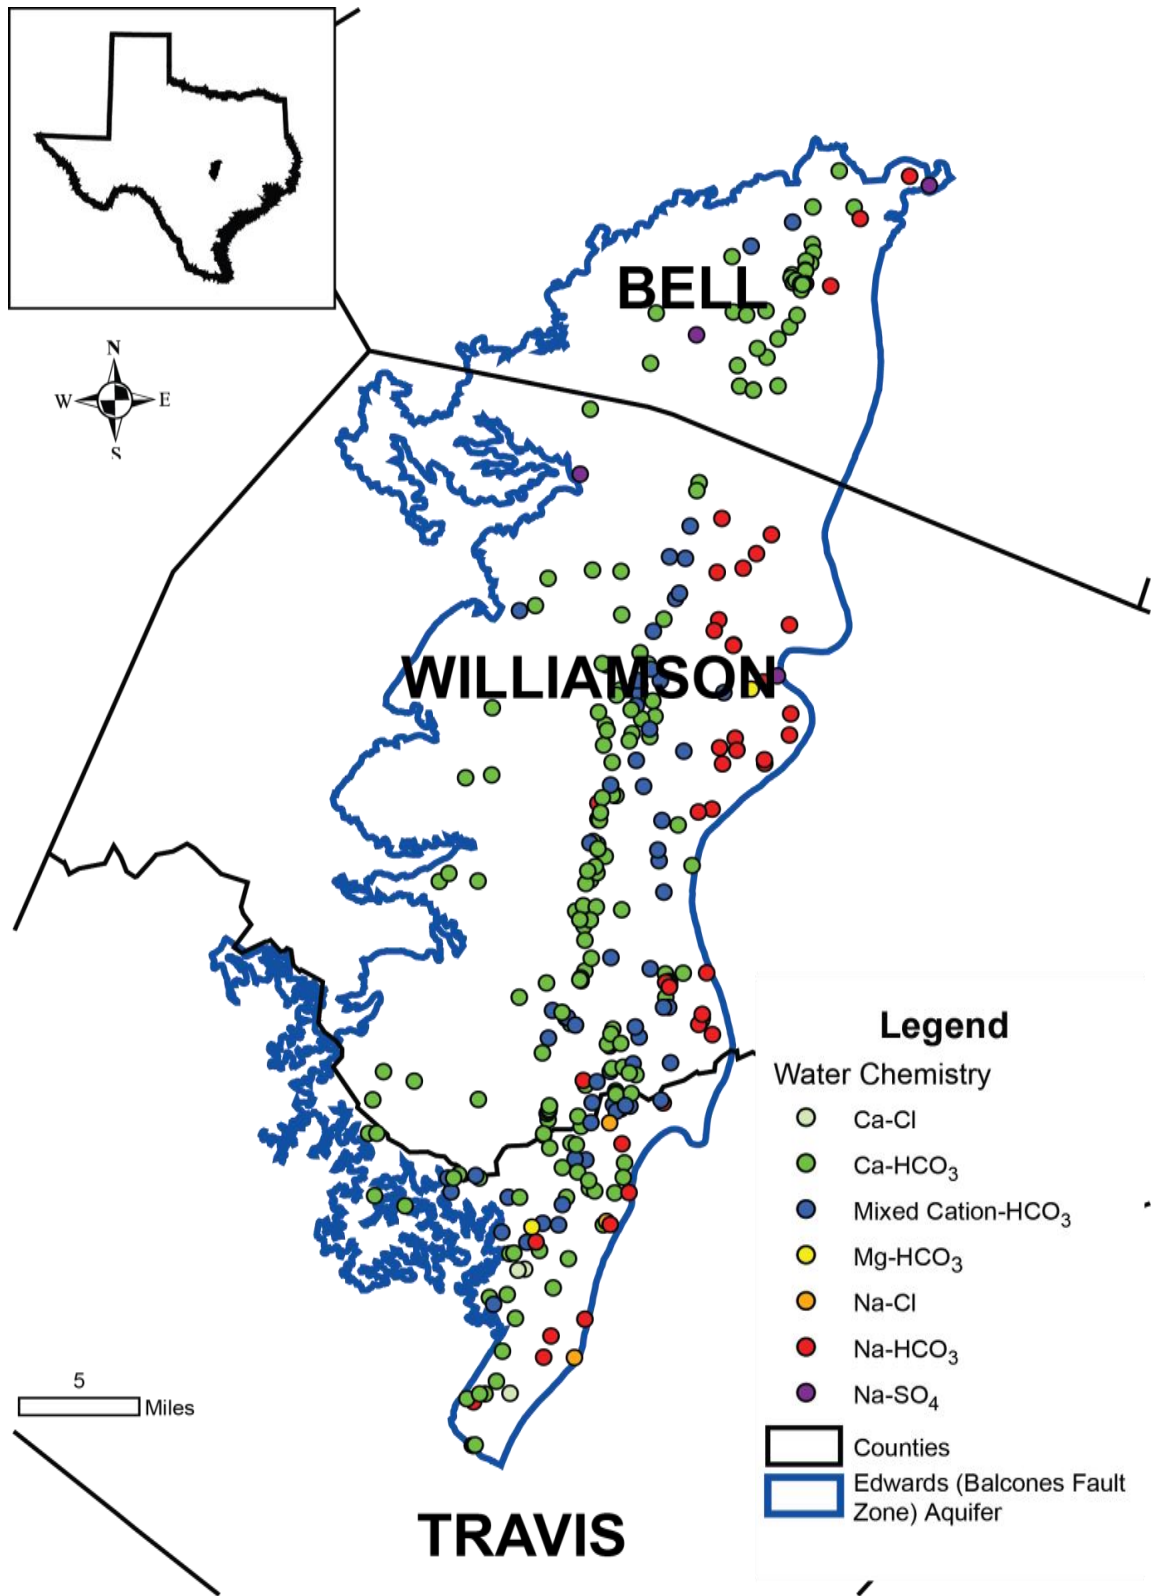 BELL
N
W E
S
WILLIAMSON
Legend
Water Chemistry
Ca-Cl
Ca-HCO₃
Mixed Cation-HCO₃
Mg-HCO₃
Na-Cl
Na-HCO₃
Na-SO₄
Counties
Edwards (Balcones Fault
Zone) Aquifer
5
Miles
TRAVIS